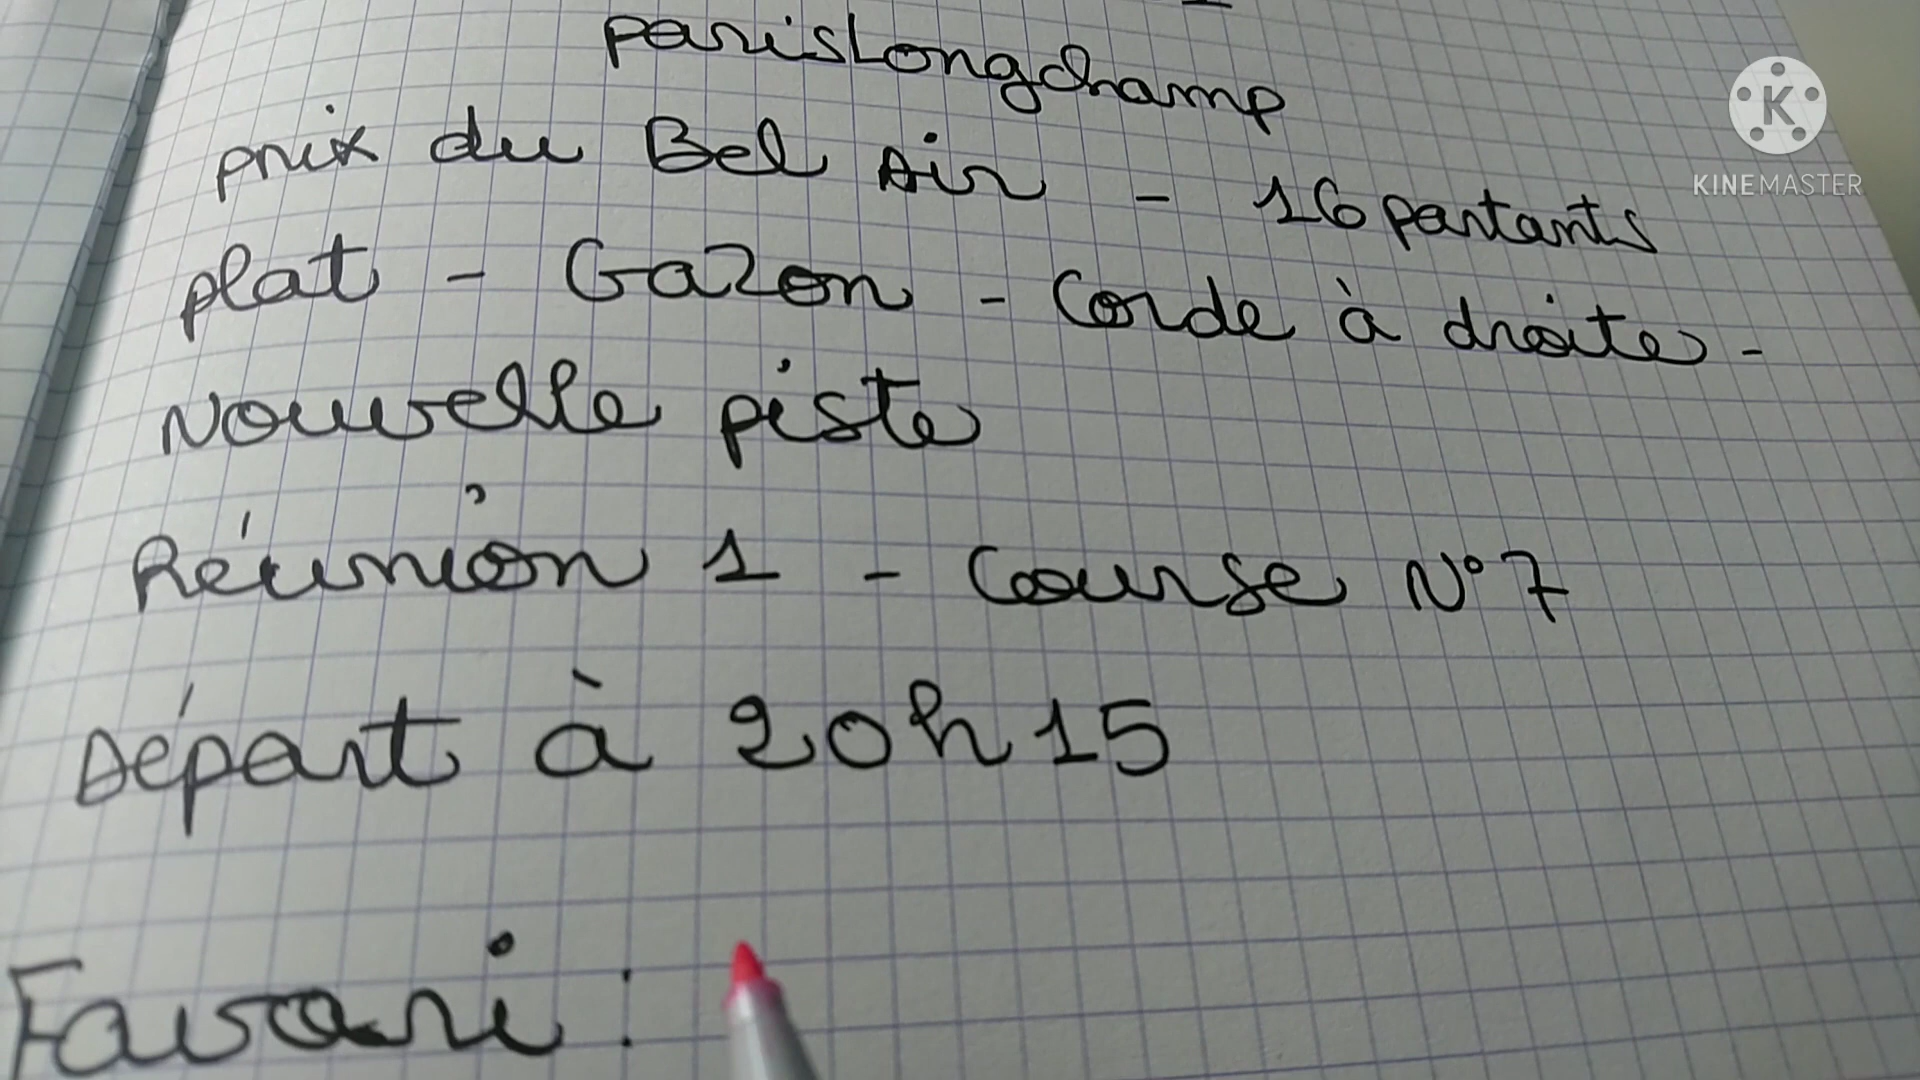 parisLongchamp
prix du Bel Air - 16 partants
plat - Gazon - Corde à droite -
Nouvelle piste
Réunion 1 - Course N°7
Départ à 20h15
Favori :
K
KINEMASTER